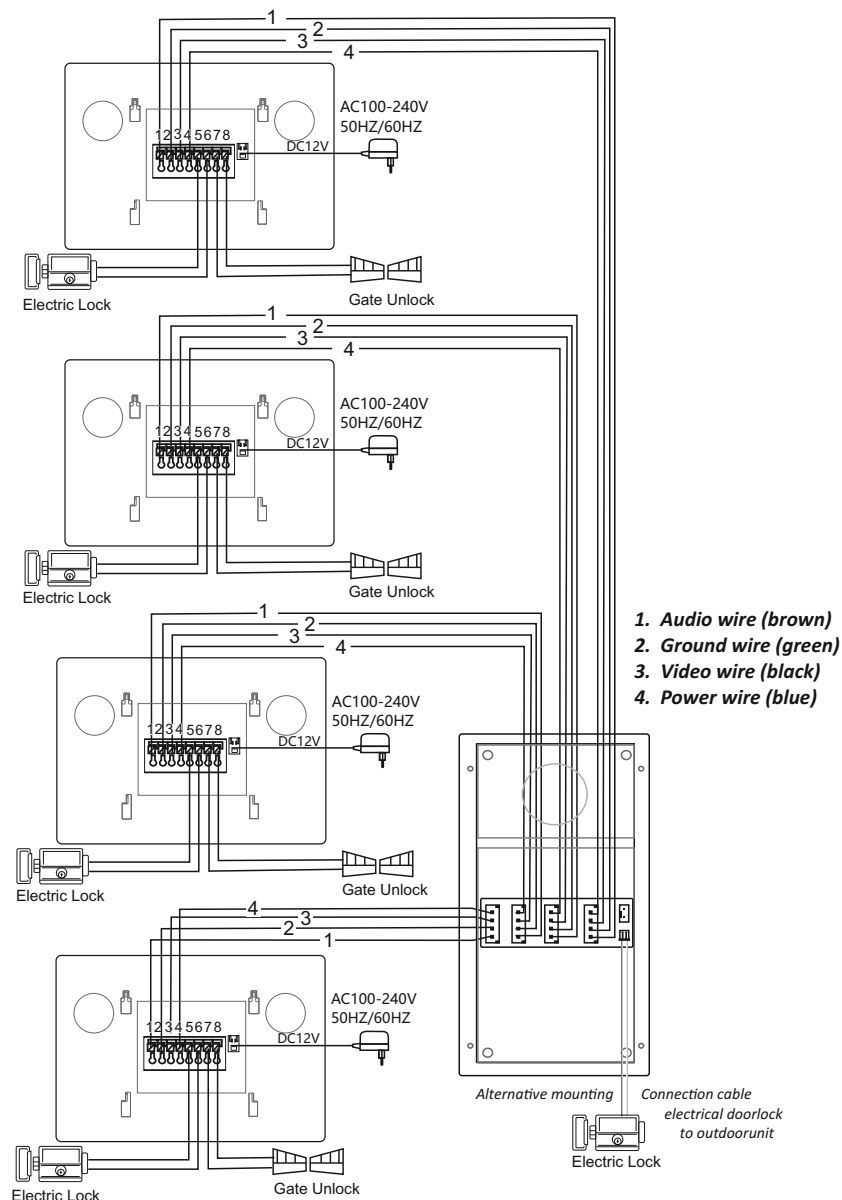 1
2
3
4
AC100-240V
50HZ/60HZ
12345678
DC12V
Electric Lock
Gate Unlock
1
2
3
4
AC100-240V
50HZ/60HZ
12345678
DC12V
Electric Lock
Gate Unlock
1
2
3
4
AC100-240V
50HZ/60HZ
12345678
DC12V
Electric Lock
Gate Unlock
1. Audio wire (brown)
2. Ground wire (green)
3. Video wire (black)
4. Power wire (blue)
4
3
2
1
AC100-240V
50HZ/60HZ
12345678
DC12V
Electric Lock
Gate Unlock
Alternative mounting
Connection cable
electrical doorlock
to outdoorunit
Electric Lock